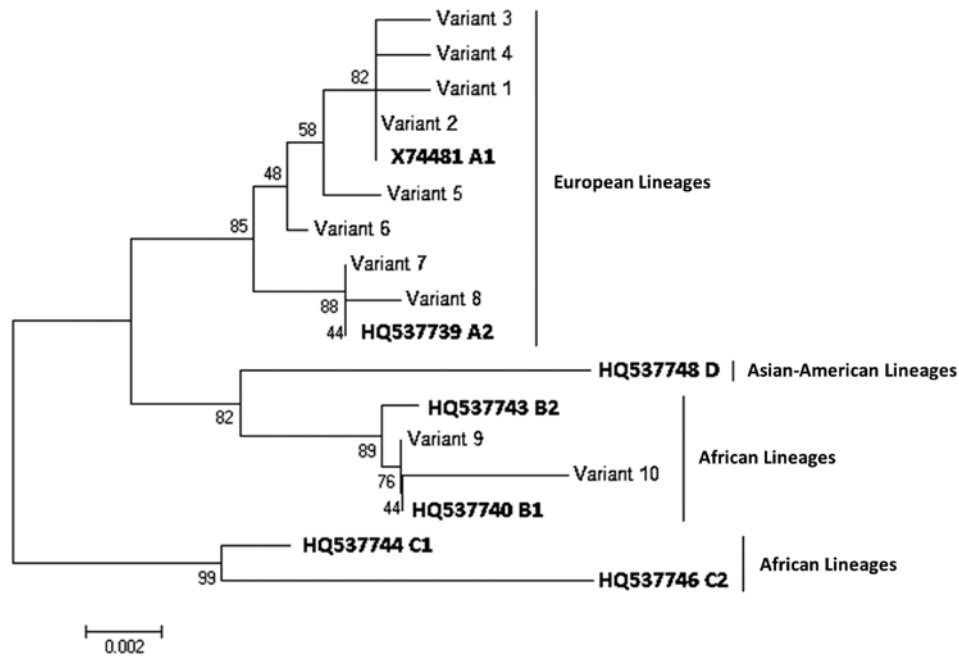 Variant 3
Variant 4
82
Variant 1
58
Variant 2
X74481 A1
48
European Lineages
Variant 5
85
Variant 6
Variant 7
88
Variant 8
44
HQ537739 A2
HQ537748 D
Asian-American Lineages
82
HQ537743 B2
89
Variant 9
African Lineages
76
Variant 10
44
HQ537740 B1
HQ537744 C1
African Lineages
99
HQ537746 C2
0.002